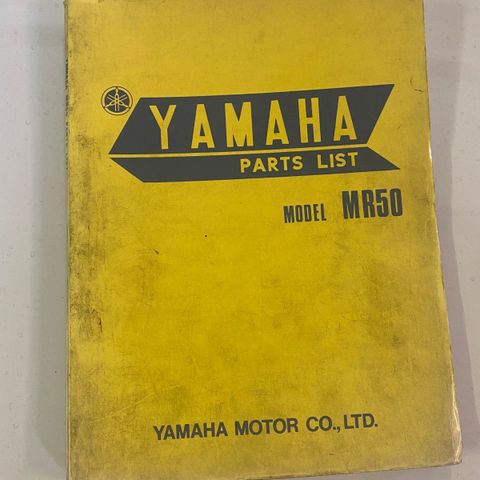 YAMAHA
PARTS LIST
MODEL MR50
YAMAHA MOTOR CO., LTD.